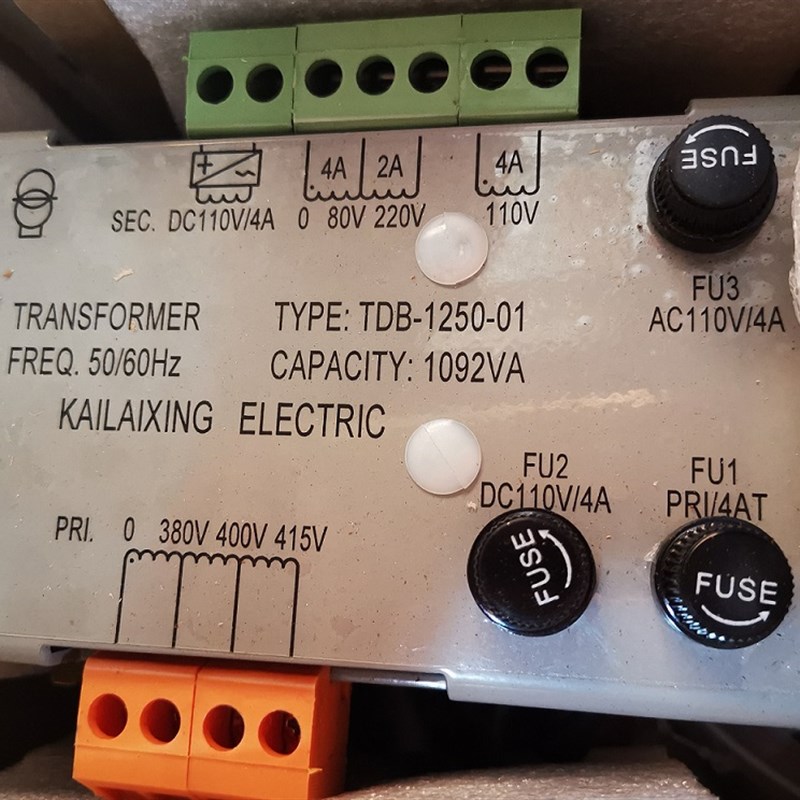 4A 2A 4A
SEC. DC110V/4A 0 80V 220V 110V
FUSE
FU3
AC110V/4A
TRANSFORMER TYPE: TDB-1250-01
FREQ. 50/60Hz CAPACITY: 1092VA
KAILAIXING ELECTRIC
FU2
DC110V/4A
FUSE
FU1
PRI/4AT
FUSE
PRI. 0 380V 400V 415V